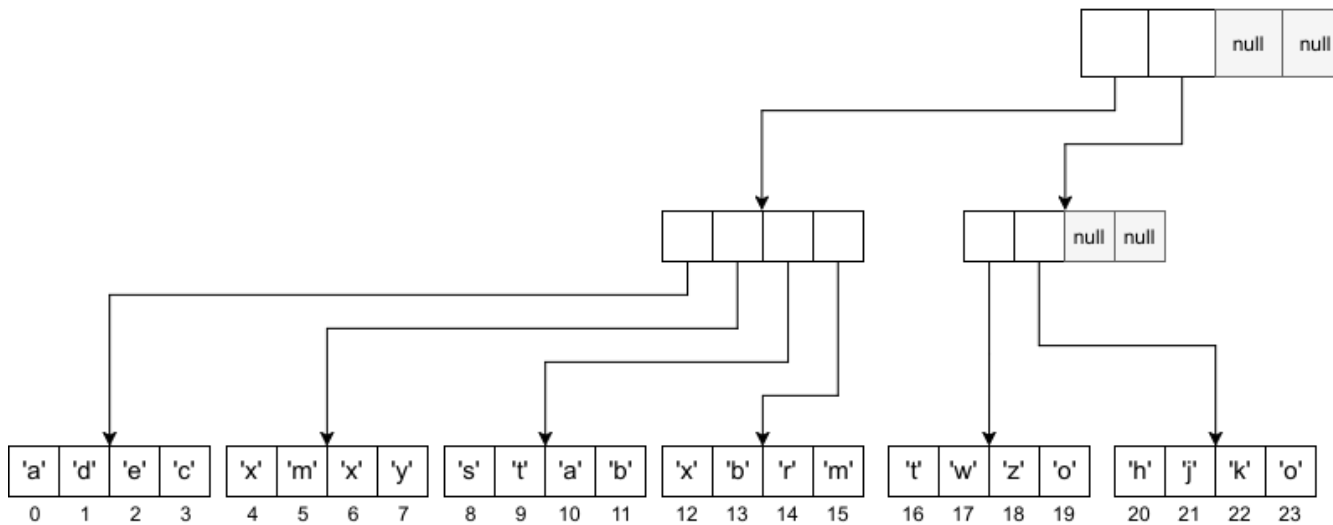 null null
null null
'a' 'd' 'e' 'c' 'x' 'm' 'x' 'y' 's' 't' 'a' 'b' 'x' 'b' 'r' 'm' 't' 'w' 'z' 'o' 'h' 'j' 'k' 'o'
0 1 2 3 4 5 6 7 8 9 10 11 12 13 14 15 16 17 18 19 20 21 22 23